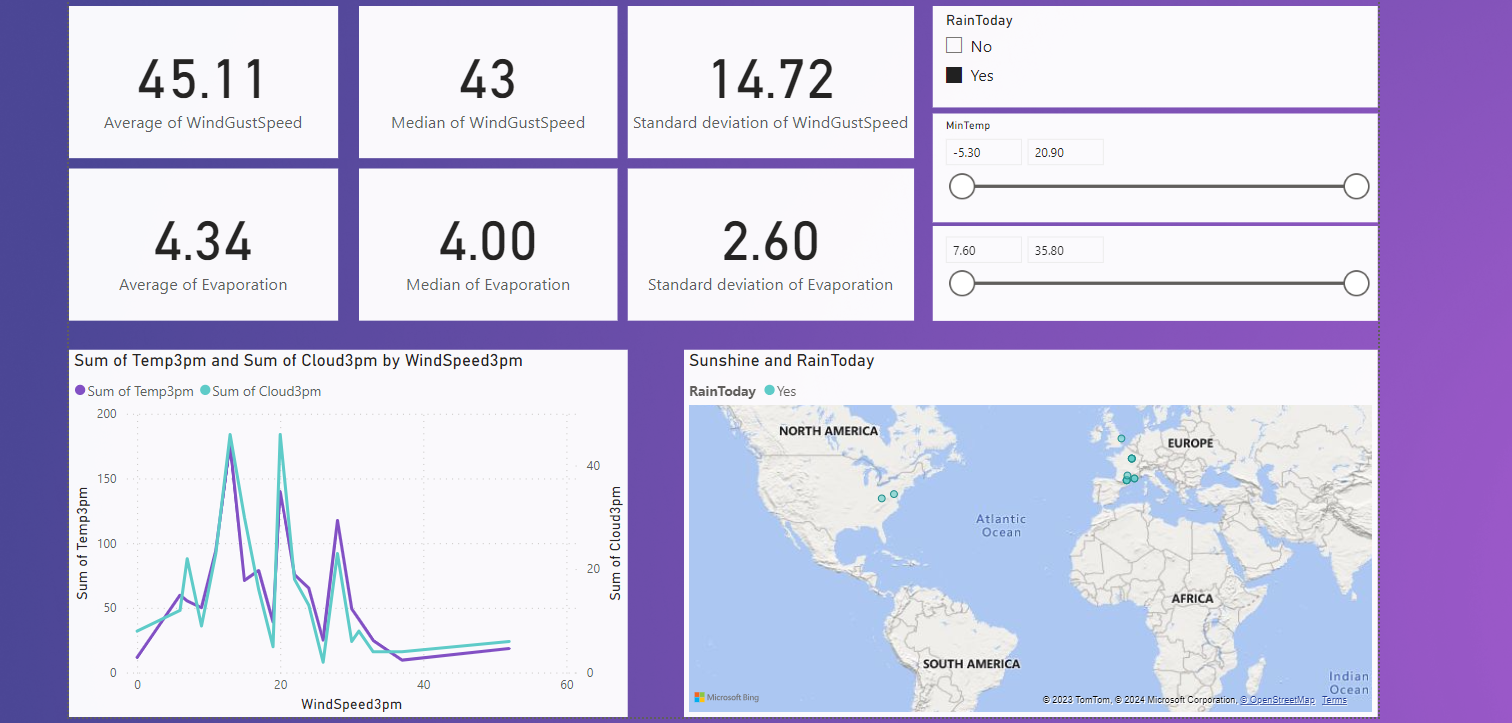 45.11
Average of WindGustSpeed
43
Median of WindGustSpeed
14.72
Standard deviation of WindGustSpeed
RainToday
No
Yes
MinTemp
-5.30 20.90
4.34
Average of Evaporation
4.00
Median of Evaporation
2.60
Standard deviation of Evaporation
7.60 35.80
Sum of Temp3pm and Sum of Cloud3pm by WindSpeed3pm
Sum of Temp3pm Sum of Cloud3pm
Sum of Temp3pm
200
150
100
50
0
0 20 40 60
WindSpeed3pm
40
20
0
Sum of Cloud3pm
Sunshine and RainToday
RainToday Yes
NORTH AMERICA
EUROPE
Atlantic
Ocean
AFRICA
SOUTH AMERICA
Indian
Ocean
Microsoft Bing
© 2023 TomTom, © 2024 Microsoft Corporation, © OpenStreetMap Terms